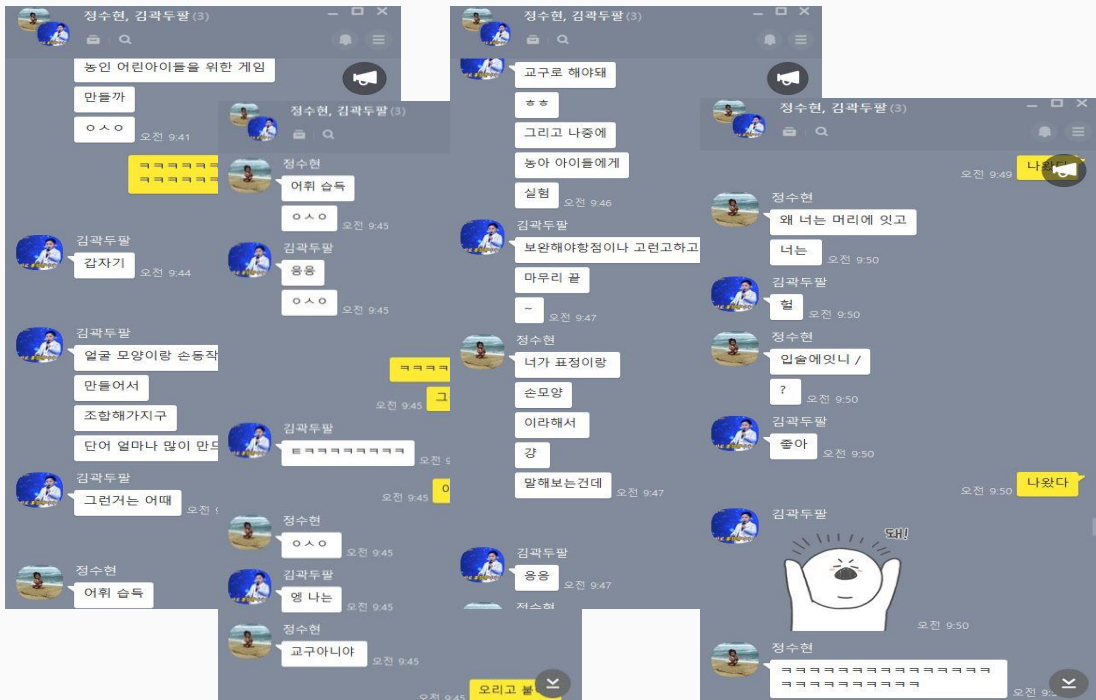 정수현, 김곽두팔 (3)
농인 어린아이들을 위한 게임
만들까
ㅇㅅㅇ
오전 9:41
ㅋㅋㅋㅋㅋㅋ
ㅋㅋㅋㅋㅋㅋ
김곽두팔
갑자기
오전 9:44
김곽두팔
얼굴 모양이랑 손동작
만들어서
조합해가지구
단어 얼마나 많이 만드
김곽두팔
그런거는 어때
오전
정수현
어휘 습득
정수현, 김곽두팔 (3)
정수현
어휘 습득
ㅇㅅㅇ
오전 9:45
김곽두팔
응응
ㅇㅅㅇ
오전 9:45
ㅋㅋㅋㅋ
오전 9:45
그
김곽두팔
ㅌㅋㅋㅋㅋㅋㅋㅋㅋ
오전 9
오전 9:45
정수현
ㅇㅅㅇ
오전 9:45
김곽두팔
엥 나는
오전 9:45
정수현
교구아니야
오전 9:45
오전 9:45
오리고
정수현, 김곽두팔 (3)
교구로 해야돼
ㅎㅎ
그리고 나중에
농아 아이들에게
실험
오전 9:46
김곽두팔
보완해야항점이나 고런고하고
마무리 끝
~
오전 9:47
정수현
너가 표정이랑
손모양
이라해서
걍
말해보는건데
오전 9:47
김곽두팔
응응
오전 9:47
정수현
정수현, 김곽두팔 (3)
오전 9:49
정수현
왜 너는 머리에 잇고
너는
오전 9:50
김곽두팔
헐
오전 9:50
정수현
입술에잇니 /
?
오전 9:50
김곽두팔
좋아
오전 9:50
오전 9:50
나왔다
김곽두팔
돼!
오전 9:50
정수현
ㅋㅋㅋㅋㅋㅋㅋㅋㅋㅋㅋㅋㅋㅋㅋ
ㅋㅋㅋㅋㅋㅋㅋㅋㅋㅋ
오전